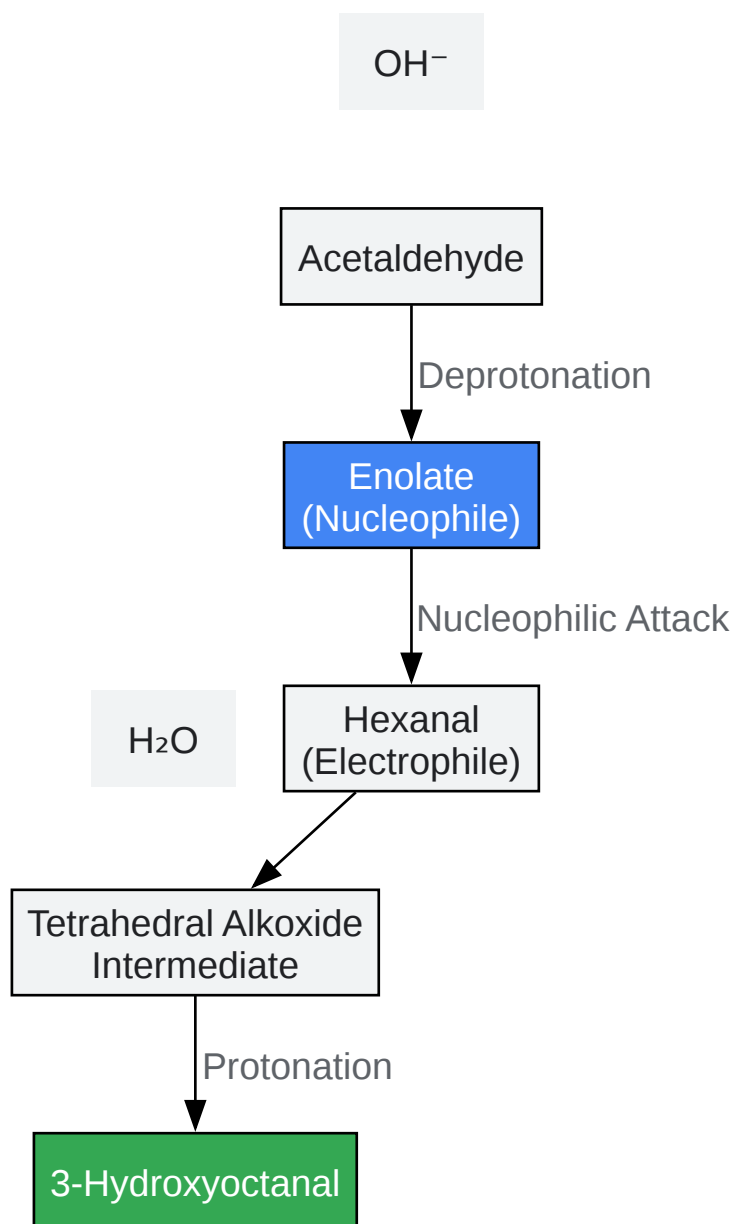 OH⁻
Acetaldehyde
Deprotonation
Enolate
(Nucleophile)
Nucleophilic Attack
Hexanal
(Electrophile)
H₂O
Tetrahedral Alkoxide
Intermediate
Protonation
3-Hydroxyoctanal